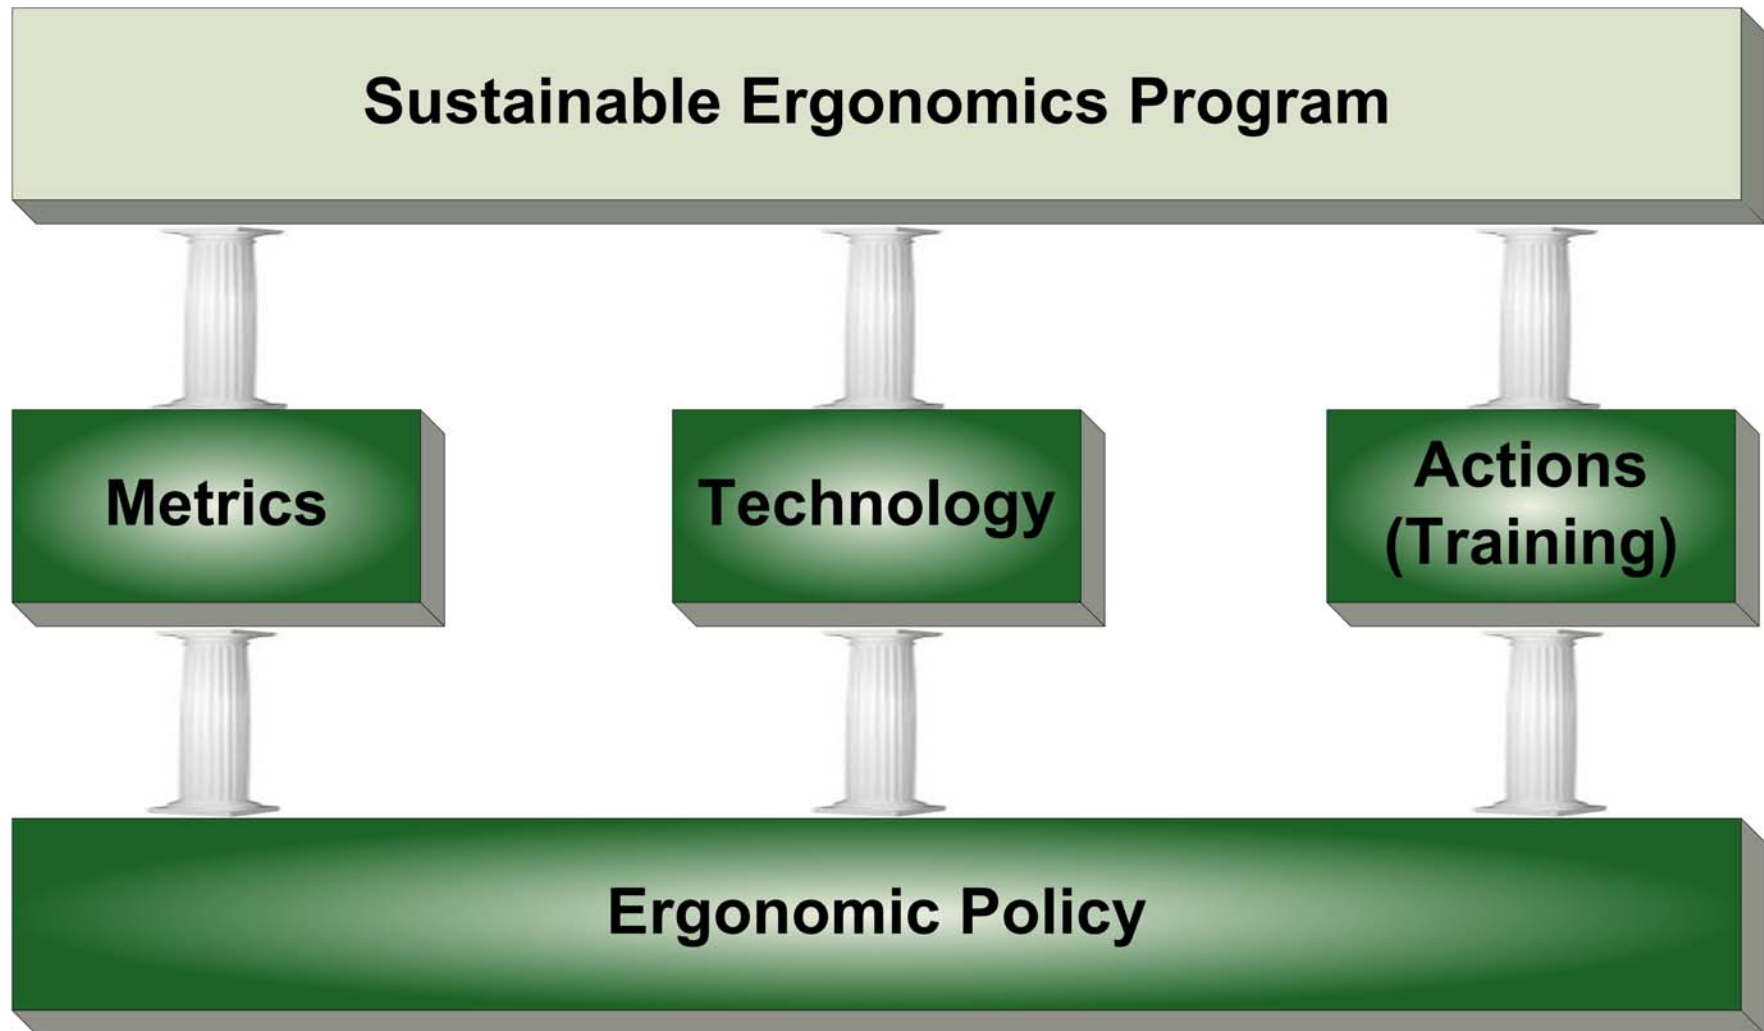 Sustainable Ergonomics Program
Metrics
Technology
Actions
(Training)
Ergonomic Policy